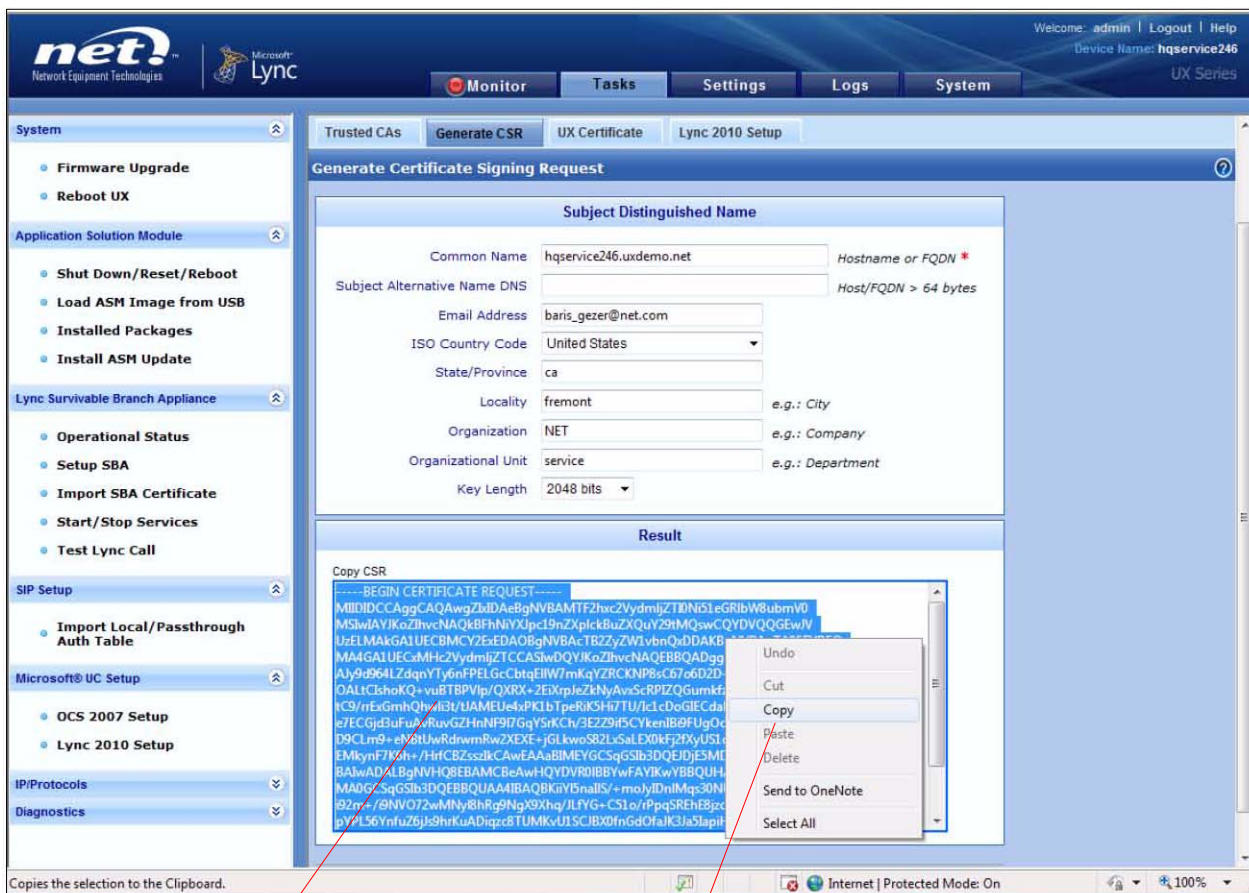 Welcome: admin | Logout | Help
Device Name: hqservice246
UX Series
net!
Network Equipment Technologies
Microsoft
Lync
Monitor
Tasks
Settings
Logs
System
System
Firmware Upgrade
Reboot UX
Application Solution Module
Shut Down/Reset/Reboot
Load ASM Image from USB
Installed Packages
Install ASM Update
Lync Survivable Branch Appliance
Operational Status
Setup SBA
Import SBA Certificate
Start/Stop Services
Test Lync Call
SIP Setup
Import Local/Passthrough
Auth Table
Microsoft® UC Setup
OCS 2007 Setup
Lync 2010 Setup
IP/Protocols
Diagnostics
Trusted CAs
Generate CSR
UX Certificate
Lync 2010 Setup
Generate Certificate Signing Request
Subject Distinguished Name
Common Name hqservice246.uxdemo.net Hostname or FQDN *
Subject Alternative Name DNS Host/FQDN > 64 bytes
Email Address baris_gezer@net.com
ISO Country Code United States
State/Province ca
Locality fremont e.g.: City
Organization NET e.g.: Company
Organizational Unit service e.g.: Department
Key Length 2048 bits
Result
Copy CSR
-----BEGIN CERTIFICATE REQUEST-----
Undo
Cut
Copy
Paste
Delete
Send to OneNote
Select All
Copies the selection to the Clipboard.
Internet | Protected Mode: On
100%